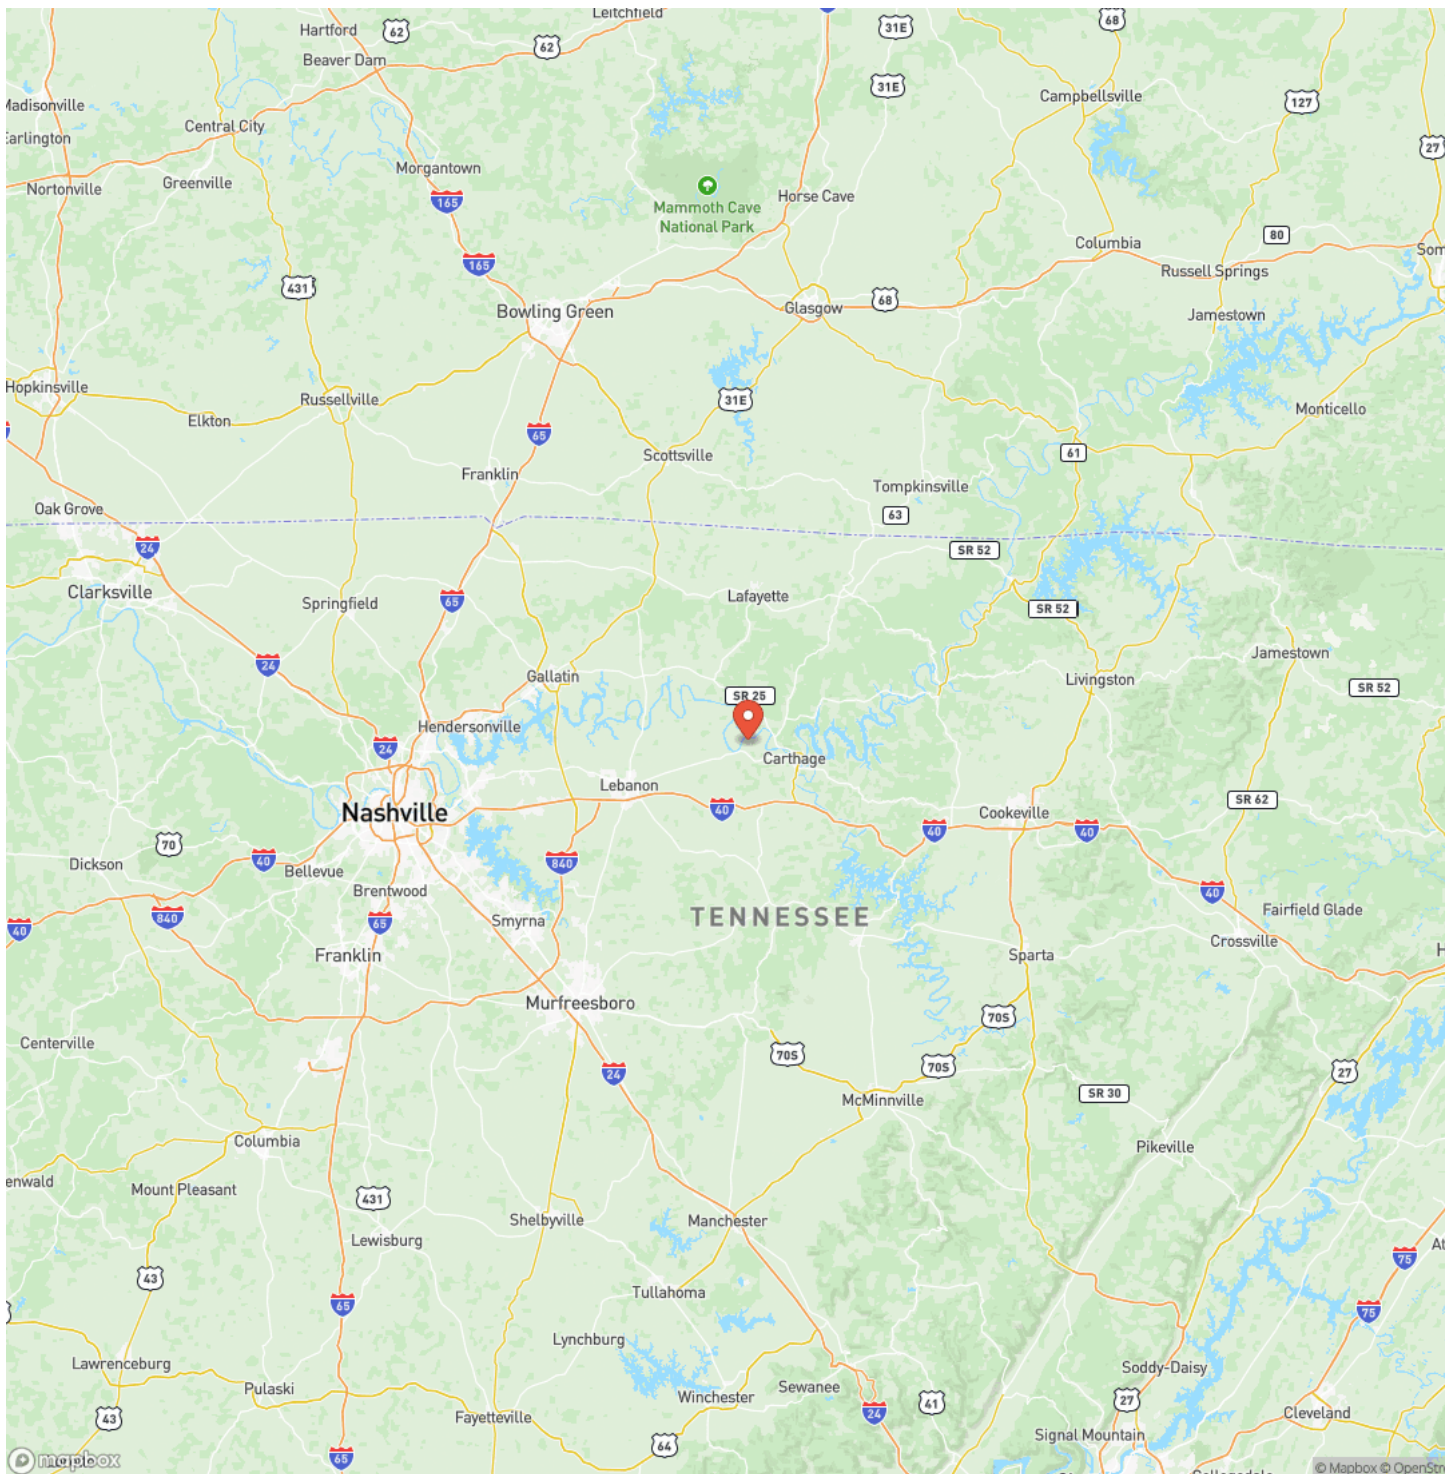 Leitchfield
Hartford
62
62
31E
68
Beaver Dam
31E
Madisonville
Campbellsville
127
Central City
Earlington
27
Morgantown
Greenville
Nortonville
165
Horse Cave
Mammoth Cave
National Park
80
Columbia
Som
165
Russell Springs
431
68
Bowling Green
Glasgow
Jamestown
Hopkinsville
Russellville
31E
Elkton
Monticello
65
61
Scottsville
Franklin
Tompkinsville
Oak Grove
63
24
SR 52
Clarksville
Lafayette
Springfield
65
SR 52
24
Jamestown
Gallatin
Livingston
SR 52
SR 25
Hendersonville
24
Carthage
Lebanon
SR 62
Nashville
40
Cookeville
40
40
70
Dickson
40
Bellevue
840
Brentwood
40
Fairfield Glade
840
65
Smyrna
TENNESSEE
40
Crossville
H
Franklin
Sparta
Murfreesboro
70S
Centerville
70S
70S
27
24
McMinnville
SR 30
Columbia
Pikeville
enwald
Mount Pleasant
431
Shelbyville
Manchester
Lewisburg
At
75
43
Tullahoma
65
75
Lynchburg
Lawrenceburg
Soddy-Daisy
Pulaski
Sewanee
Winchester
27
41
43
Fayetteville
24
Cleveland
Signal Mountain
64
65
mapbox
© Mapbox © OpenStre